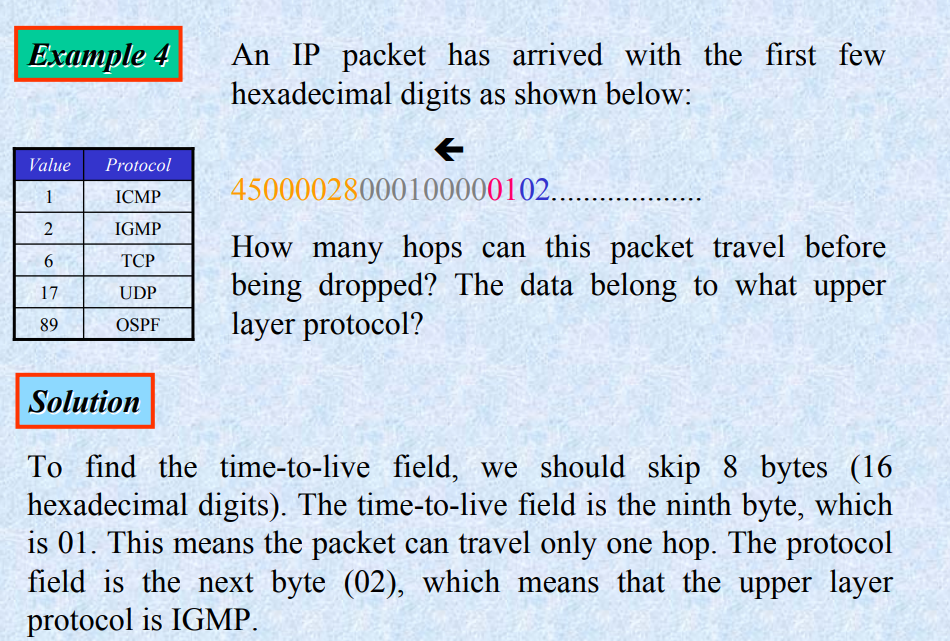 Example 4
An IP packet has arrived with the first few
hexadecimal digits as shown below:
Value Protocol
1 ICMP
2 IGMP
6 TCP
17 UDP
89 OSPF
🡸
45000028000100000102..................
How many hops can this packet travel before
being dropped? The data belong to what upper
layer protocol?
Solution
To find the time-to-live field, we should skip 8 bytes (16
hexadecimal digits). The time-to-live field is the ninth byte, which
is 01. This means the packet can travel only one hop. The protocol
field is the next byte (02), which means that the upper layer
protocol is IGMP.